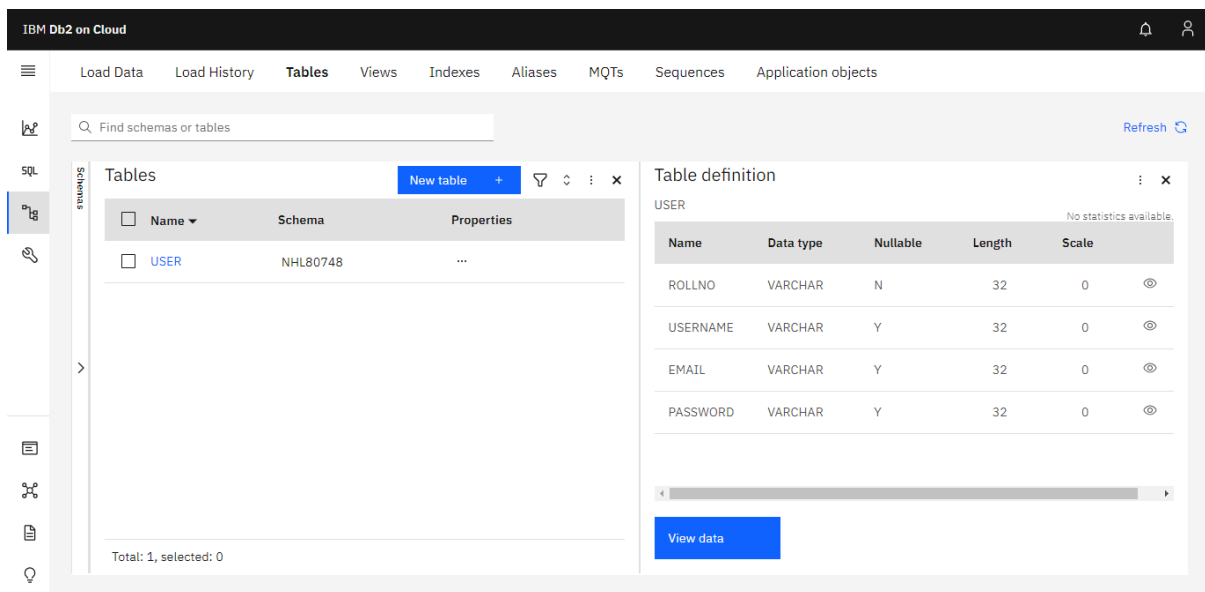 IBM Db2 on Cloud
Load Data Load History Tables Views Indexes Aliases MQTs Sequences Application objects
Find schemas or tables
Refresh
SQL
Schemas
Tables
New table +
Name Schema Properties
USER NHL80748 ...
Total: 1, selected: 0
Table definition
USER
No statistics available.
Name Data type Nullable Length Scale
ROLLNO VARCHAR N 32 0
USERNAME VARCHAR Y 32 0
EMAIL VARCHAR Y 32 0
PASSWORD VARCHAR Y 32 0
View data